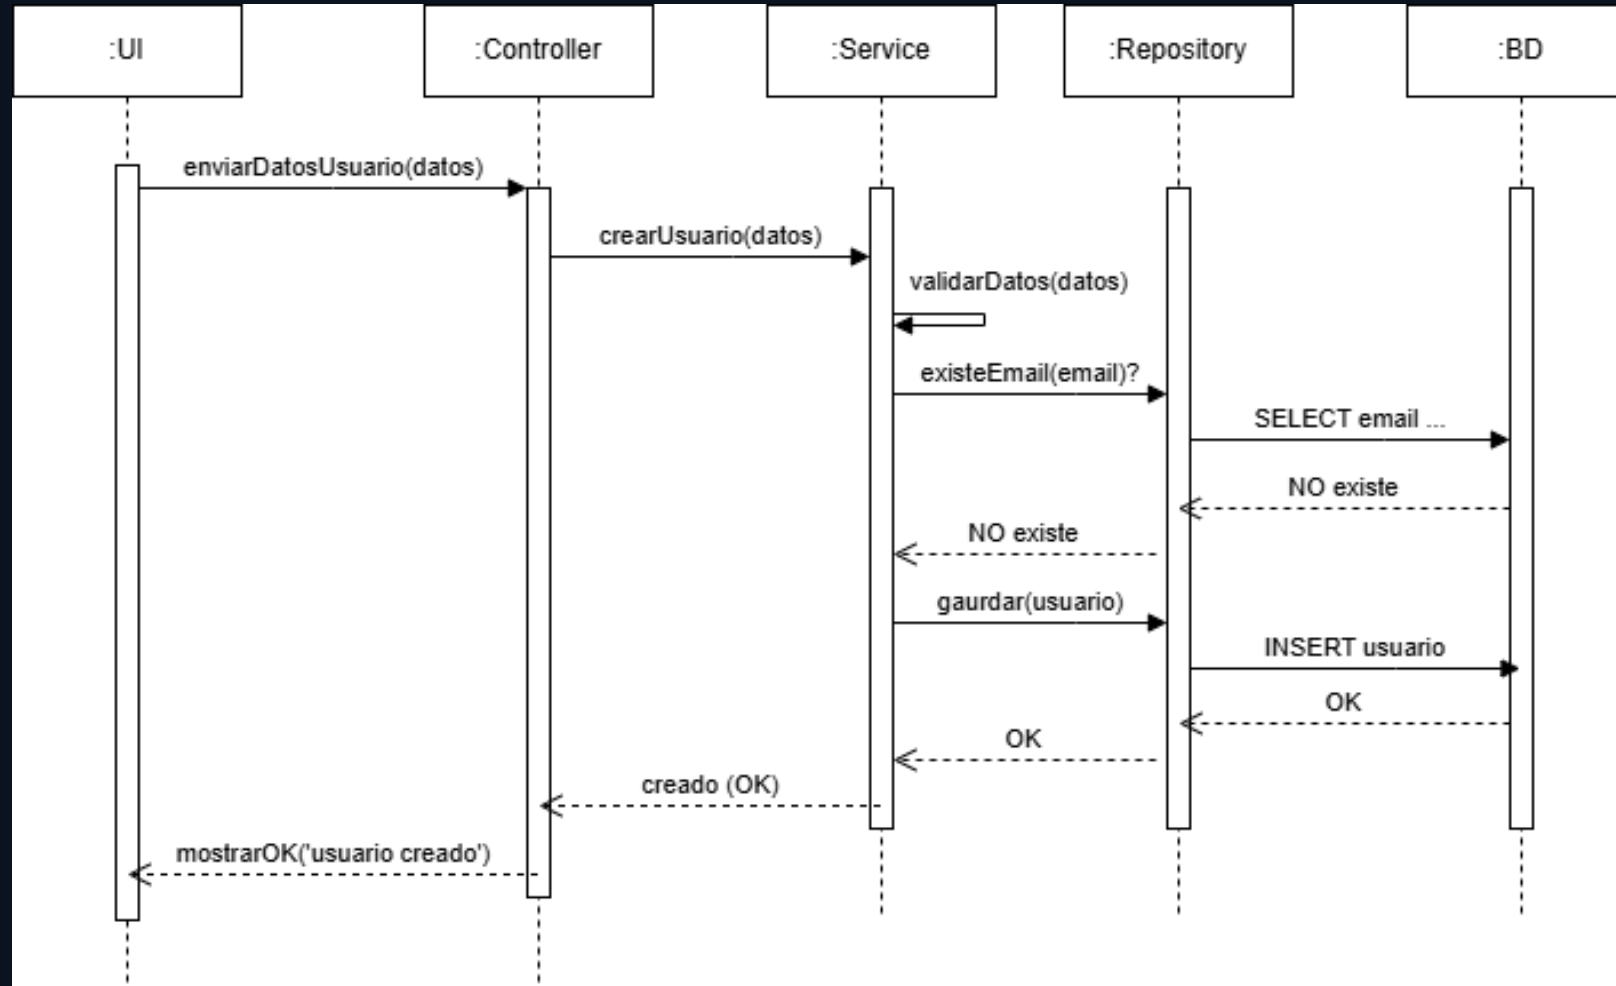 :UI
:Controller
:Service
:Repository
:BD
enviarDatosUsuario(datos)
crearUsuario(datos)
validarDatos(datos)
existeEmail(email)?
SELECT email ...
NO existe
NO existe
gaurdar(usuario)
INSERT usuario
OK
OK
creado (OK)
mostrarOK('usuario creado')